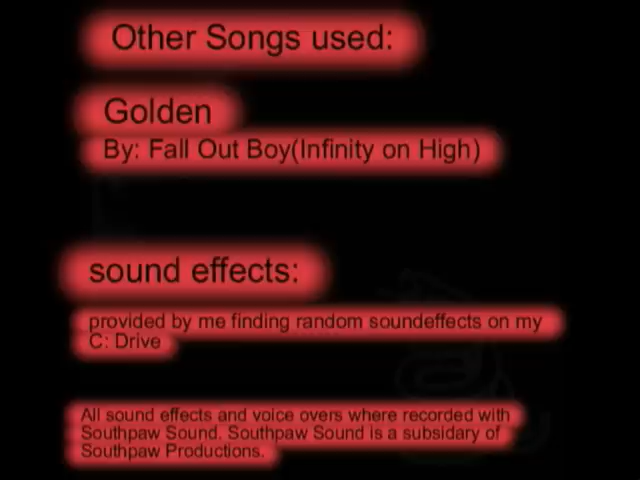 Other Songs used:
Golden
By: Fall Out Boy(Infinity on High)
sound effects:
provided by me finding random soundeffects on my
C: Drive
All sound effects and voice overs where recorded with
Southpaw Sound. Southpaw Sound is a subsidary of
Southpaw Productions.